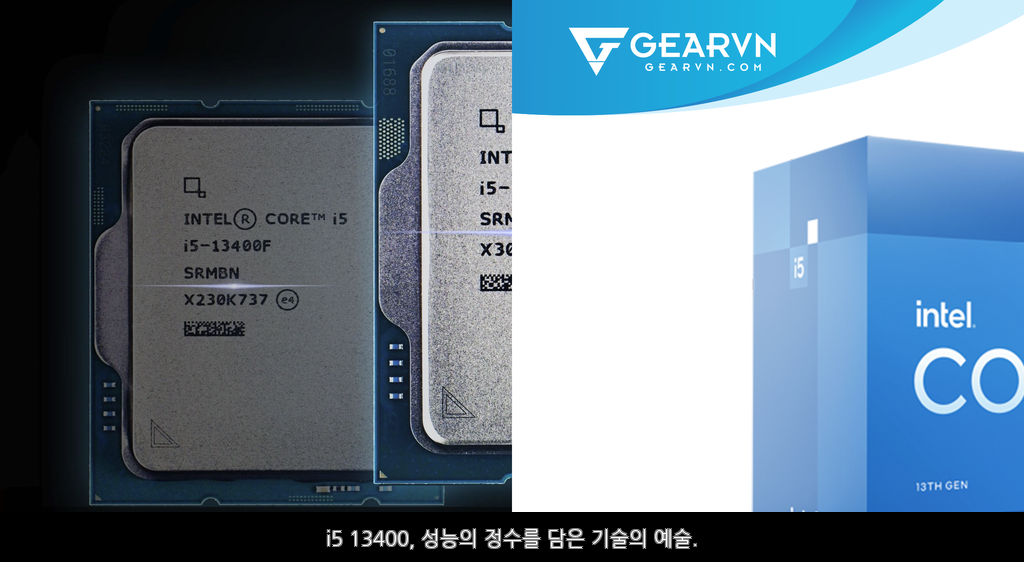 01688
INTEL® CORE™ i5
i5-13400F
SRMBN
X230K737 e4
INT
i5-
SRM
X30
GEARVN
GEARVN.COM
i5
intel.
CO
13TH GEN
i5 13400, 성능의 정수를 담은 기술의 예술.